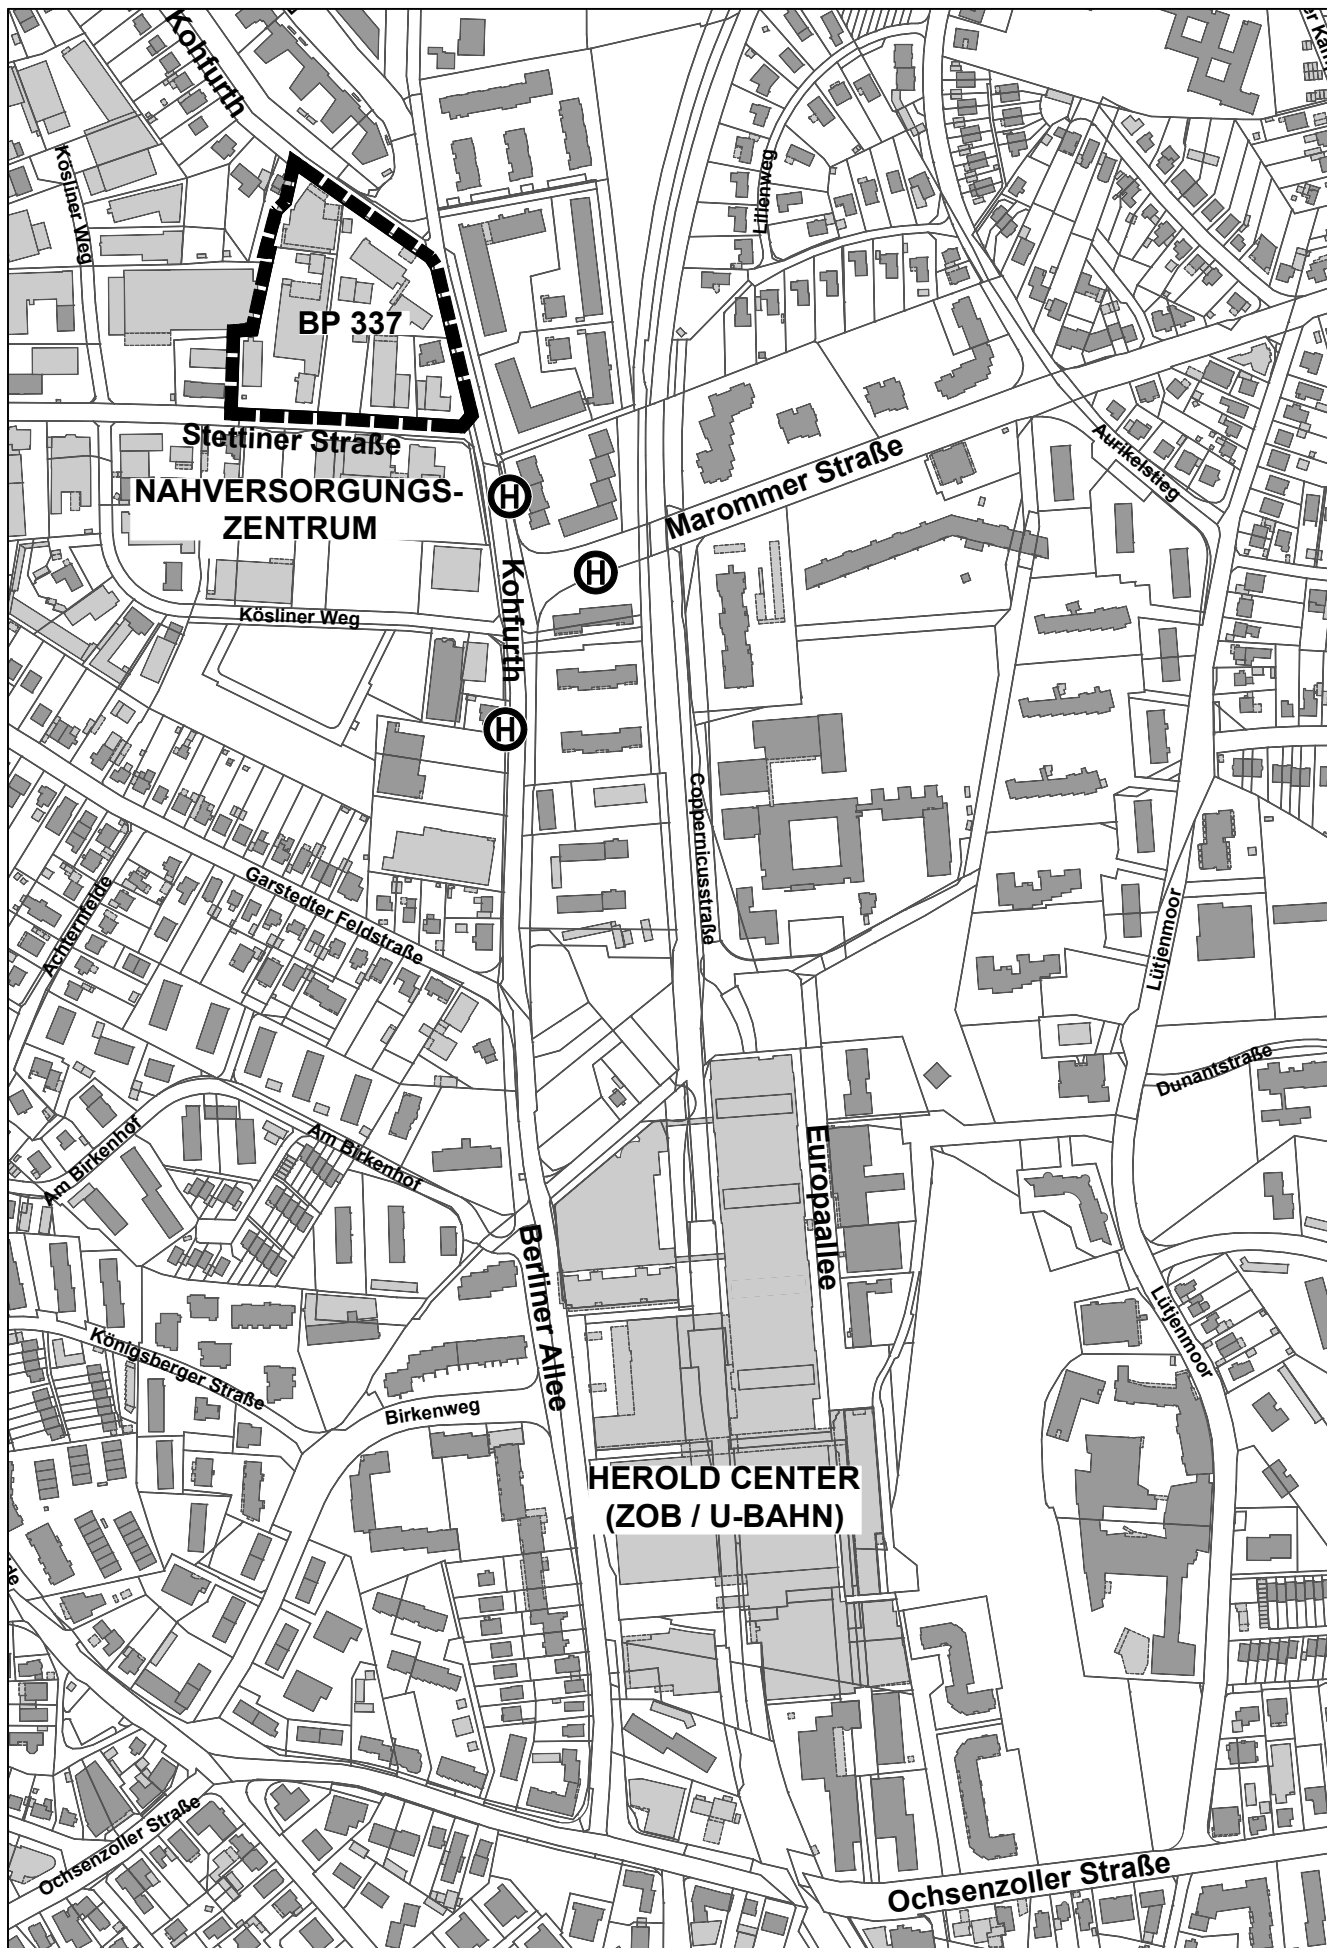 Kohfurth
Kösliner Weg
Lilienweg
BP 337
Stettiner Straße
NAHVERSORGUNGS-
ZENTRUM
H
Marommer Straße
Aurikelstieg
H
Kohfurth
Kösliner Weg
H
Coppernicusstraße
Garstedter Feldstraße
Achternfelde
Lütjenmoor
Dunantstraße
Am Birkenhof
Am Birkenhof
Europaallee
Berliner Allee
Lütjenmoor
Königsberger Straße
Birkenweg
HEROLD CENTER
(ZOB / U-BAHN)
de
Ochsenzoller Straße
Ochsenzoller Straße